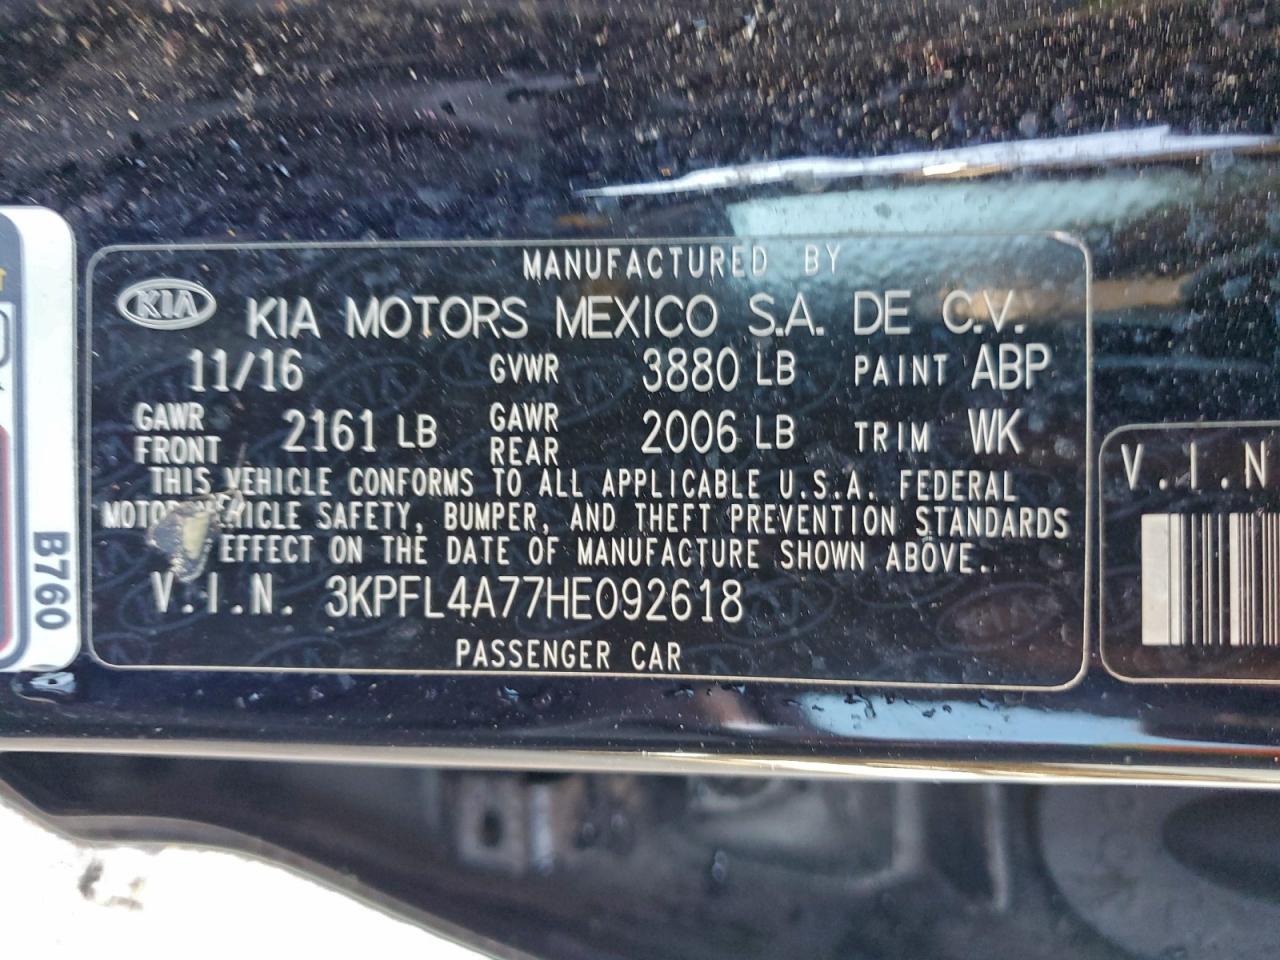 MANUFACTURED BY
KIA KIA MOTORS MEXICO S.A. DE C.V.
11/16 GVWR 3880 LB PAINT ABP
GAWR FRONT 2161 LB GAWR REAR 2006 LB TRIM WK
THIS VEHICLE CONFORMS TO ALL APPLICABLE U.S.A. FEDERAL
VEHICLE SAFETY, BUMPER, AND THEFT PREVENTION STANDARDS
EFFECT ON THE DATE OF MANUFACTURE SHOWN ABOVE.
V.I.N. 3KPFL4A77HE092618
PASSENGER CAR
V.I.N
B760